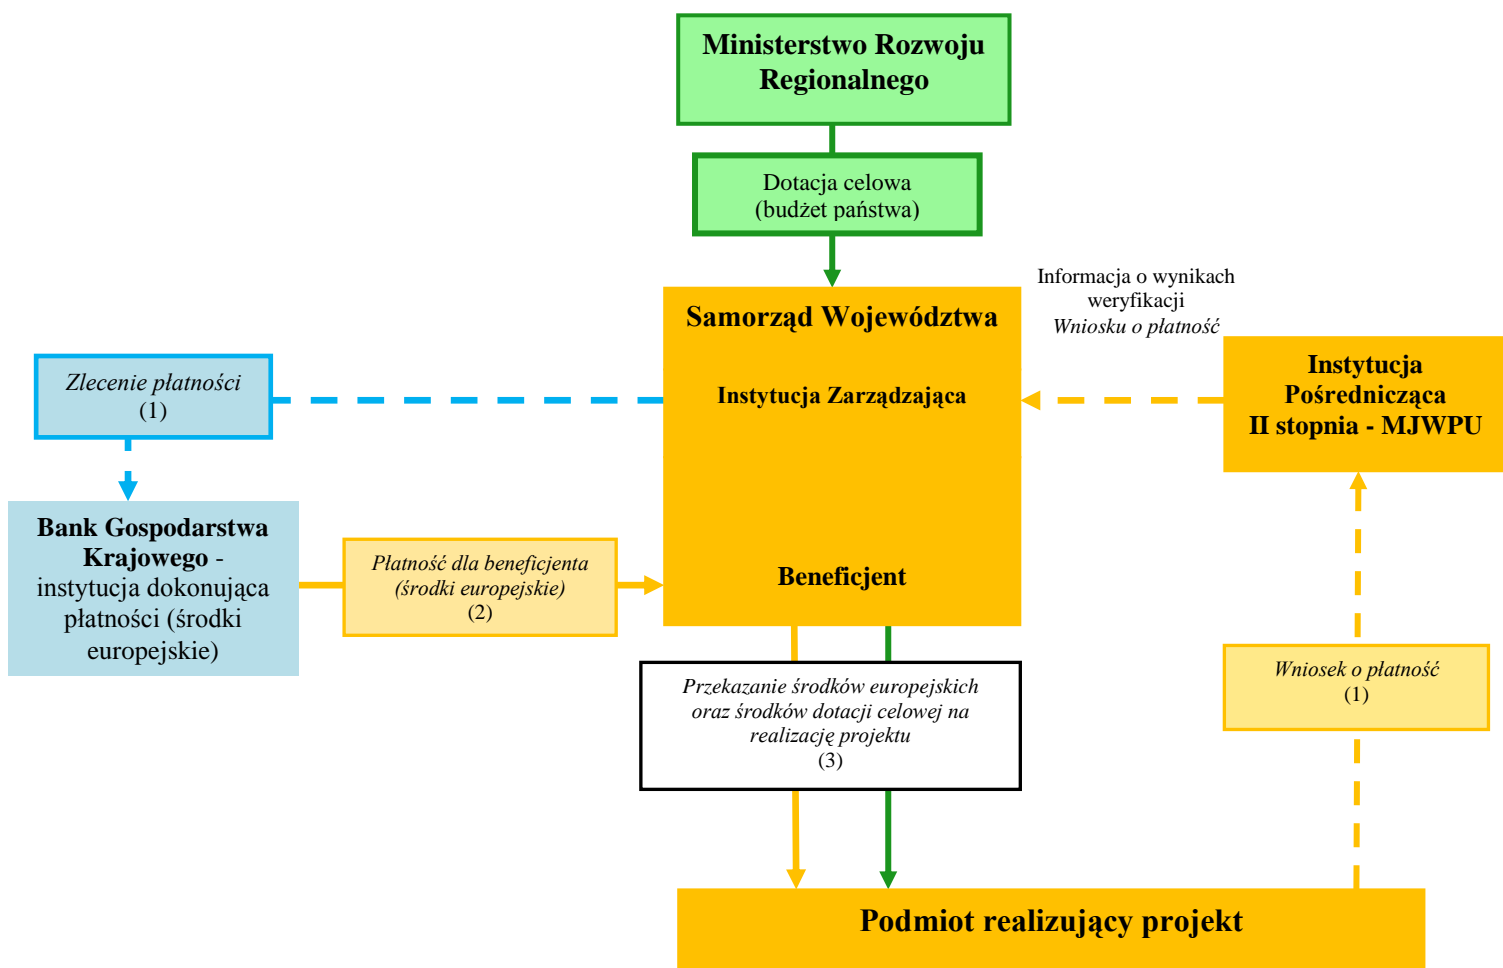 Ministerstwo Rozwoju
Regionalnego
Dotacja celowa
(budżet państwa)
Informacja o wynikach
weryfikacji
Wniosku o płatność
Samorząd Województwa
Instytucja Zarządzająca
Zlecenie płatności
(1)
Instytucja
Pośrednicząca
II stopnia - MJWPU
Bank Gospodarstwa
Krajowego -
instytucja dokonująca
płatności (środki
europejskie)
Płatność dla beneficjenta
(środki europejskie)
(2)
Beneficjent
Przekazanie środków europejskich
oraz środków dotacji celowej na
realizację projektu
(3)
Wniosek o płatność
(1)
Podmiot realizujący projekt